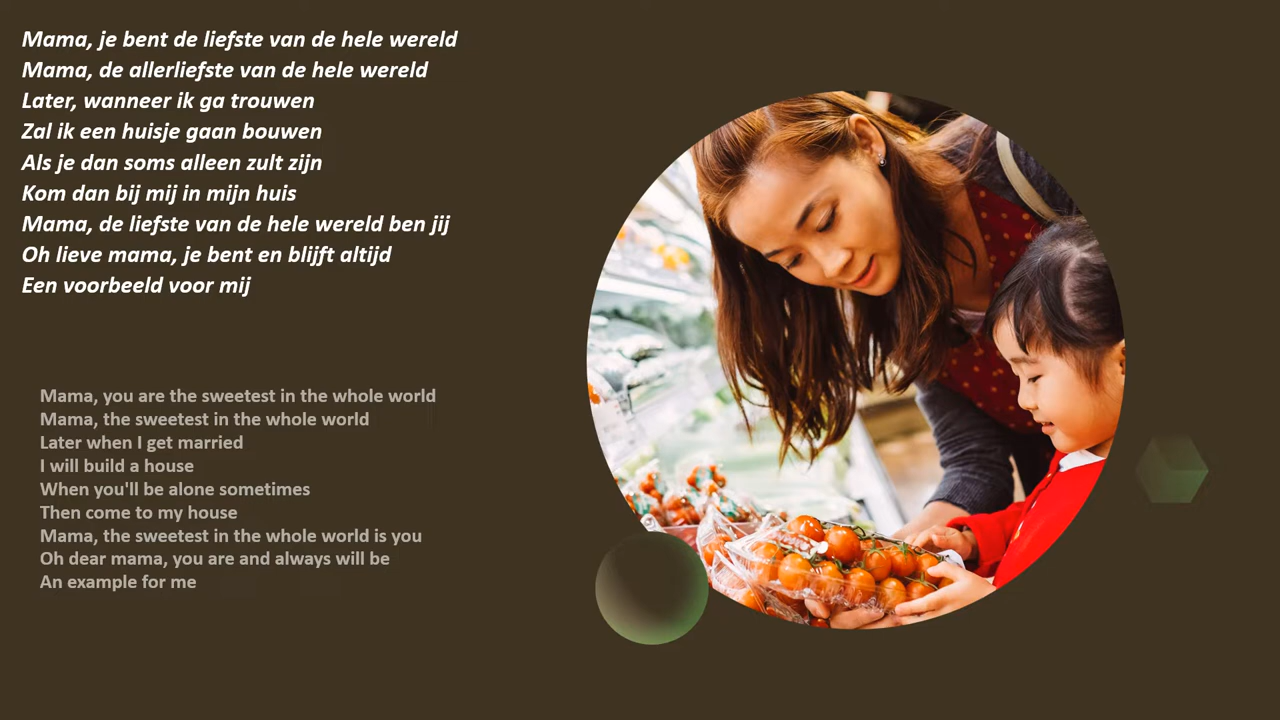 Mama, je bent de liefste van de hele wereld
Mama, de allerliefste van de hele wereld
Later, wanneer ik ga trouwen
Zal ik een huisje gaan bouwen
Als je dan soms alleen zult zijn
Kom dan bij mij in mijn huis
Mama, de liefste van de hele wereld ben jij
Oh lieve mama, je bent en blijft altijd
Een voorbeeld voor mij
Mama, you are the sweetest in the whole world
Mama, the sweetest in the whole world
Later when I get married
I will build a house
When you'll be alone sometimes
Then come to my house
Mama, the sweetest in the whole world is you
Oh dear mama, you are and always will be
An example for me